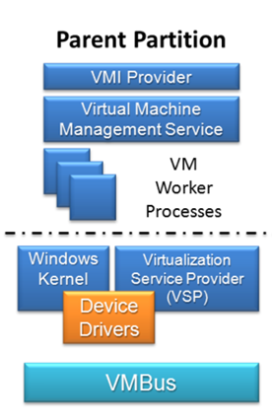 Parent Partition
VMI Provider
Virtual Machine
Management Service
VM
Worker
Processes
Windows
Kernel
Virtualization
Service Provider
(VSP)
Device
Drivers
VMBus